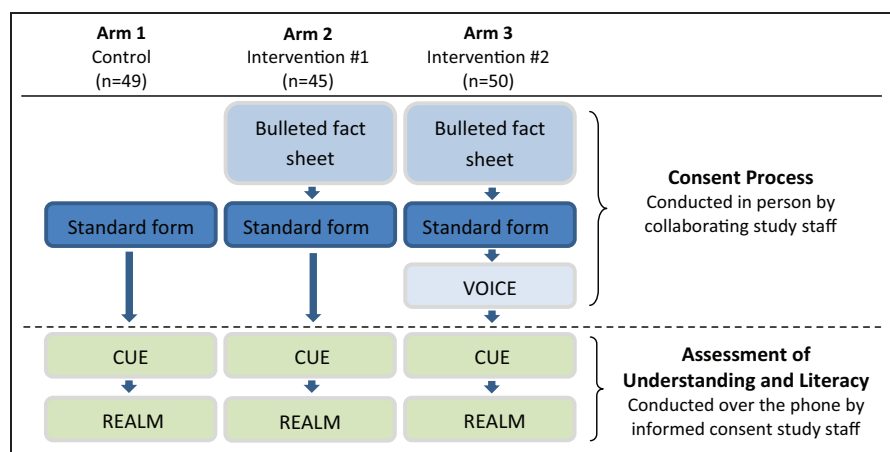 Arm 1
Control
(n=49)
Arm 2
Intervention #1
(n=45)
Arm 3
Intervention #2
(n=50)
Bulleted fact
sheet
Bulleted fact
sheet
Standard form
Standard form
Standard form
VOICE
Consent Process
Conducted in person by
collaborating study staff
CUE
CUE
CUE
REALM
REALM
REALM
Assessment of
Understanding and Literacy
Conducted over the phone by
informed consent study staff